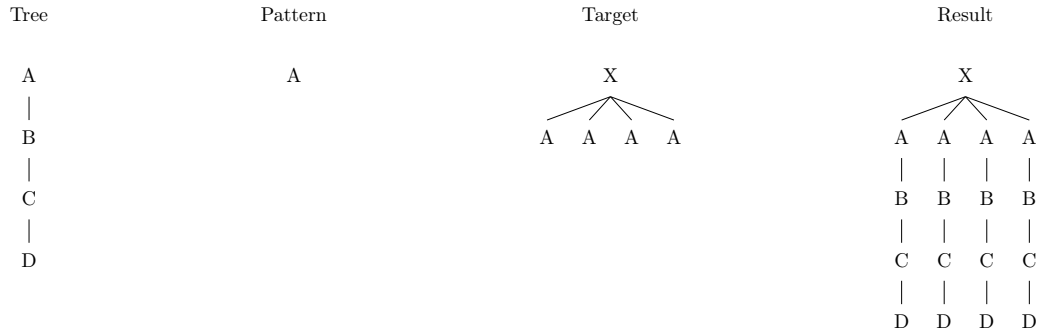 Tree Pattern Target Result
A A X X
B A A A A A A A A
C B B B B
D C C C C
D D D D